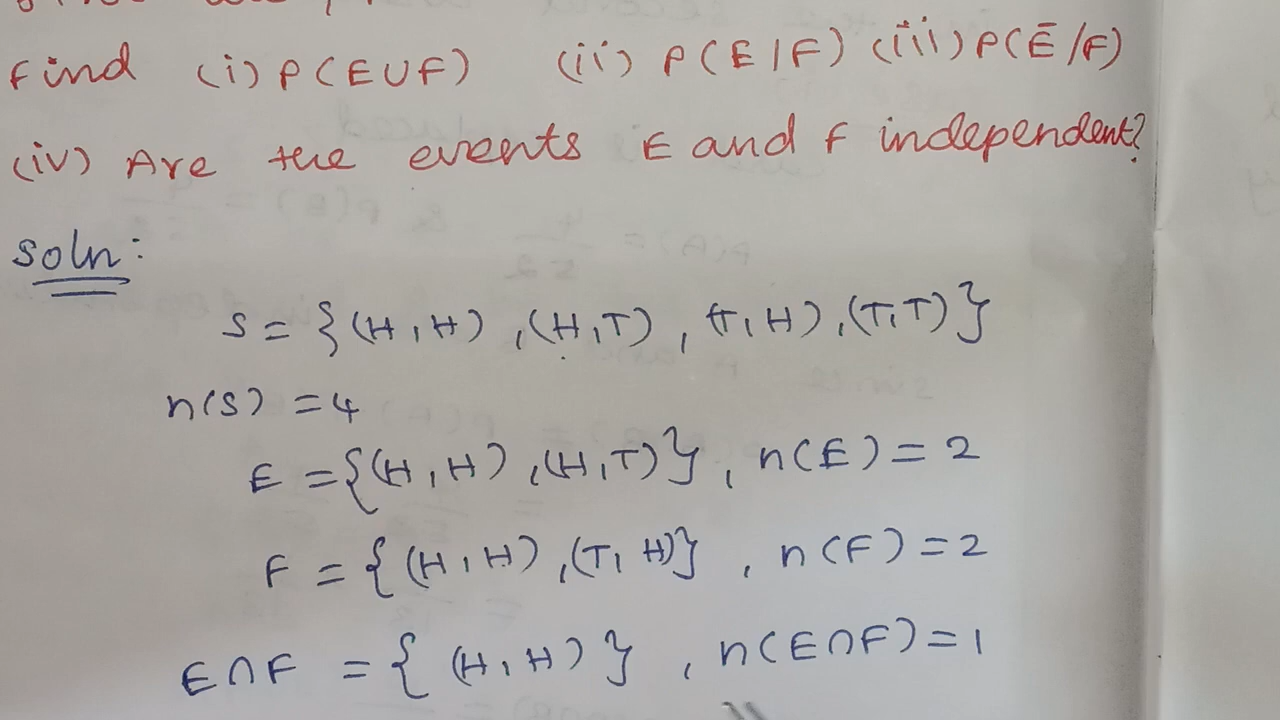 Find (i) P(E∪F) (ii) P(E/F) (iii) P(Ē/F)
(iv) Are the events E and F independent?
Soln:
S = {(H,H), (H,T), (T,H), (T,T)}
n(S) = 4
E = {(H,H), (H,T)}, n(E) = 2
F = {(H,H), (T,H)}, n(F) = 2
E∩F = {(H,H)}, n(E∩F) = 1